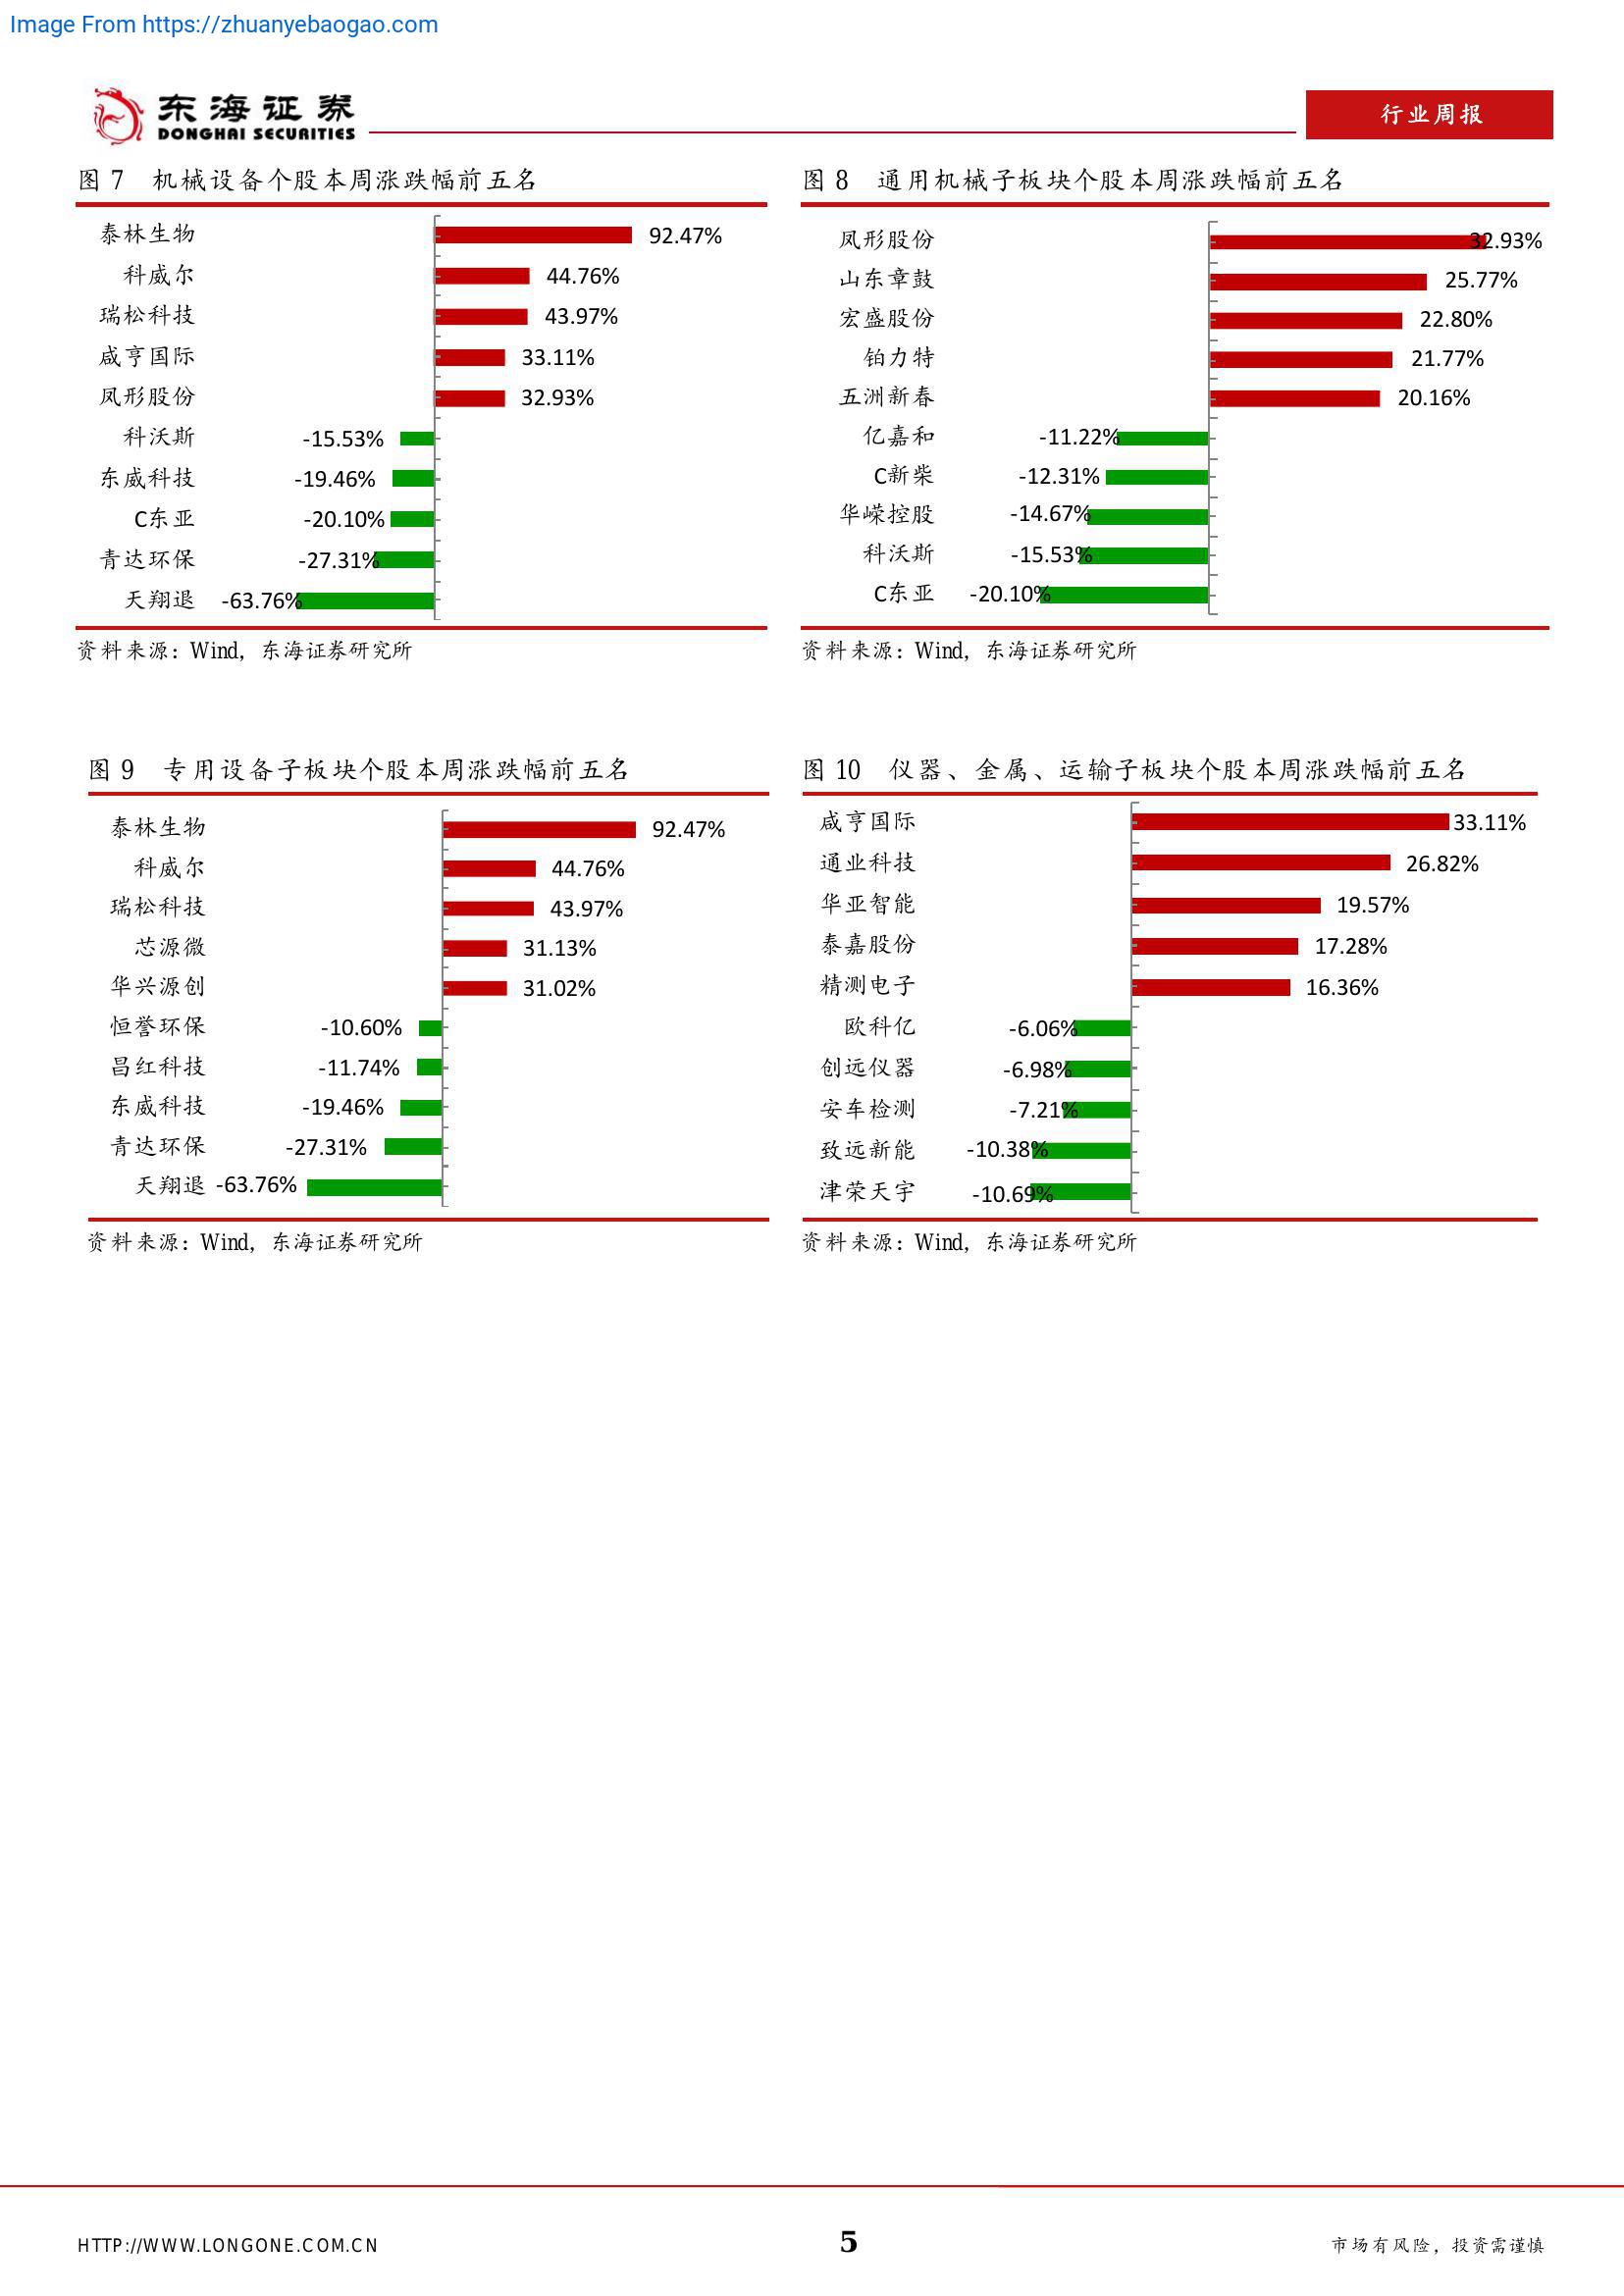 Image From https://zhuanyebaogao.com
东海证券
DONGHAI SECURITIES
行业周报
图 7 机械设备个股本周涨跌幅前五名
泰林生物 92.47%
科威尔 44.76%
瑞松科技 43.97%
咸亨国际 33.11%
凤形股份 32.93%
科沃斯 -15.53%
东威科技 -19.46%
C东亚 -20.10%
青达环保 -27.31%
天翔退 -63.76%
资料来源：Wind，东海证券研究所
图 8 通用机械子板块个股本周涨跌幅前五名
凤形股份 32.93%
山东章鼓 25.77%
宏盛股份 22.80%
铂力特 21.77%
五洲新春 20.16%
亿嘉和 -11.22%
C新柴 -12.31%
华嵘控股 -14.67%
科沃斯 -15.53%
C东亚 -20.10%
资料来源：Wind，东海证券研究所
图 9 专用设备子板块个股本周涨跌幅前五名
泰林生物 92.47%
科威尔 44.76%
瑞松科技 43.97%
芯源微 31.13%
华兴源创 31.02%
恒誉环保 -10.60%
昌红科技 -11.74%
东威科技 -19.46%
青达环保 -27.31%
天翔退 -63.76%
资料来源：Wind，东海证券研究所
图 10 仪器、金属、运输子板块个股本周涨跌幅前五名
咸亨国际 33.11%
通业科技 26.82%
华亚智能 19.57%
泰嘉股份 17.28%
精测电子 16.36%
欧科亿 -6.06%
创远仪器 -6.98%
安车检测 -7.21%
致远新能 -10.38%
津荣天宇 -10.69%
资料来源：Wind，东海证券研究所
HTTP://WWW.LONGONE.COM.CN
5
市场有风险，投资需谨慎